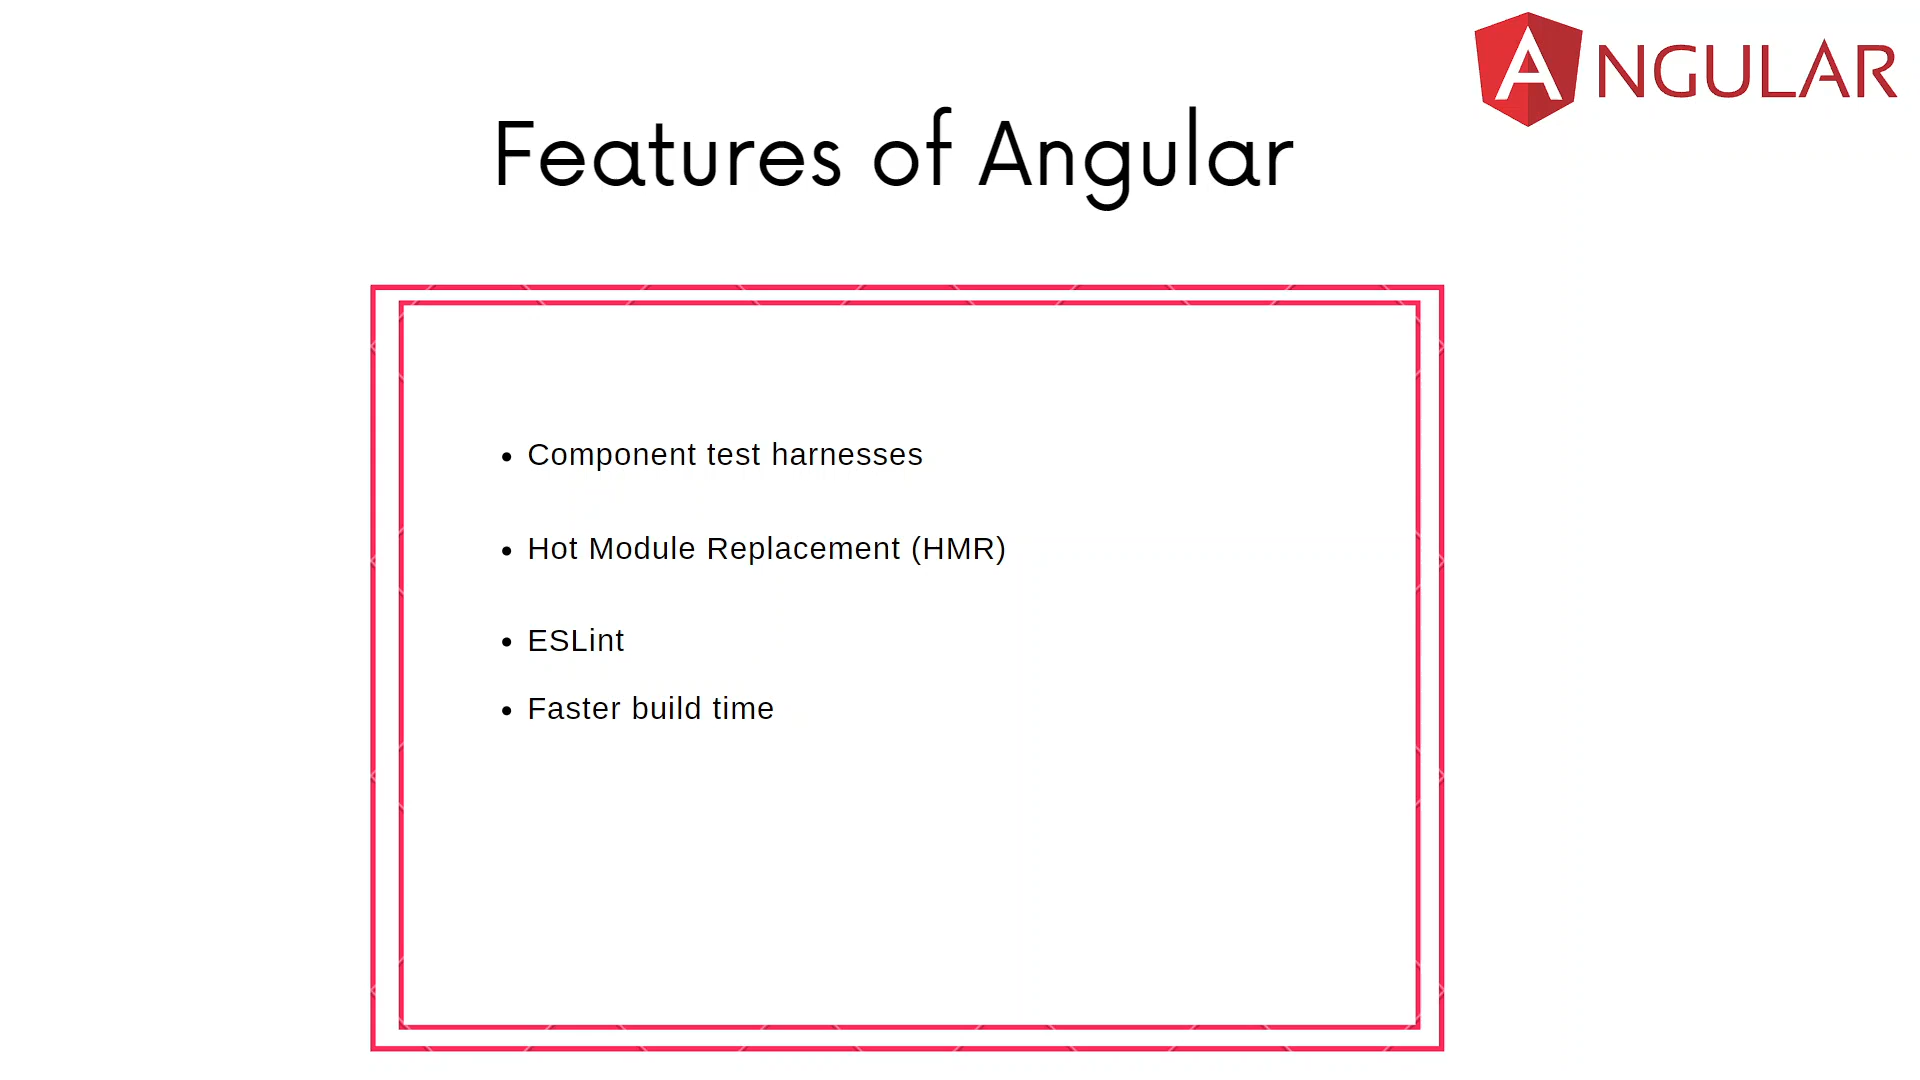 ANGULAR
Features of Angular
• Component test harnesses
• Hot Module Replacement (HMR)
• ESLint
• Faster build time